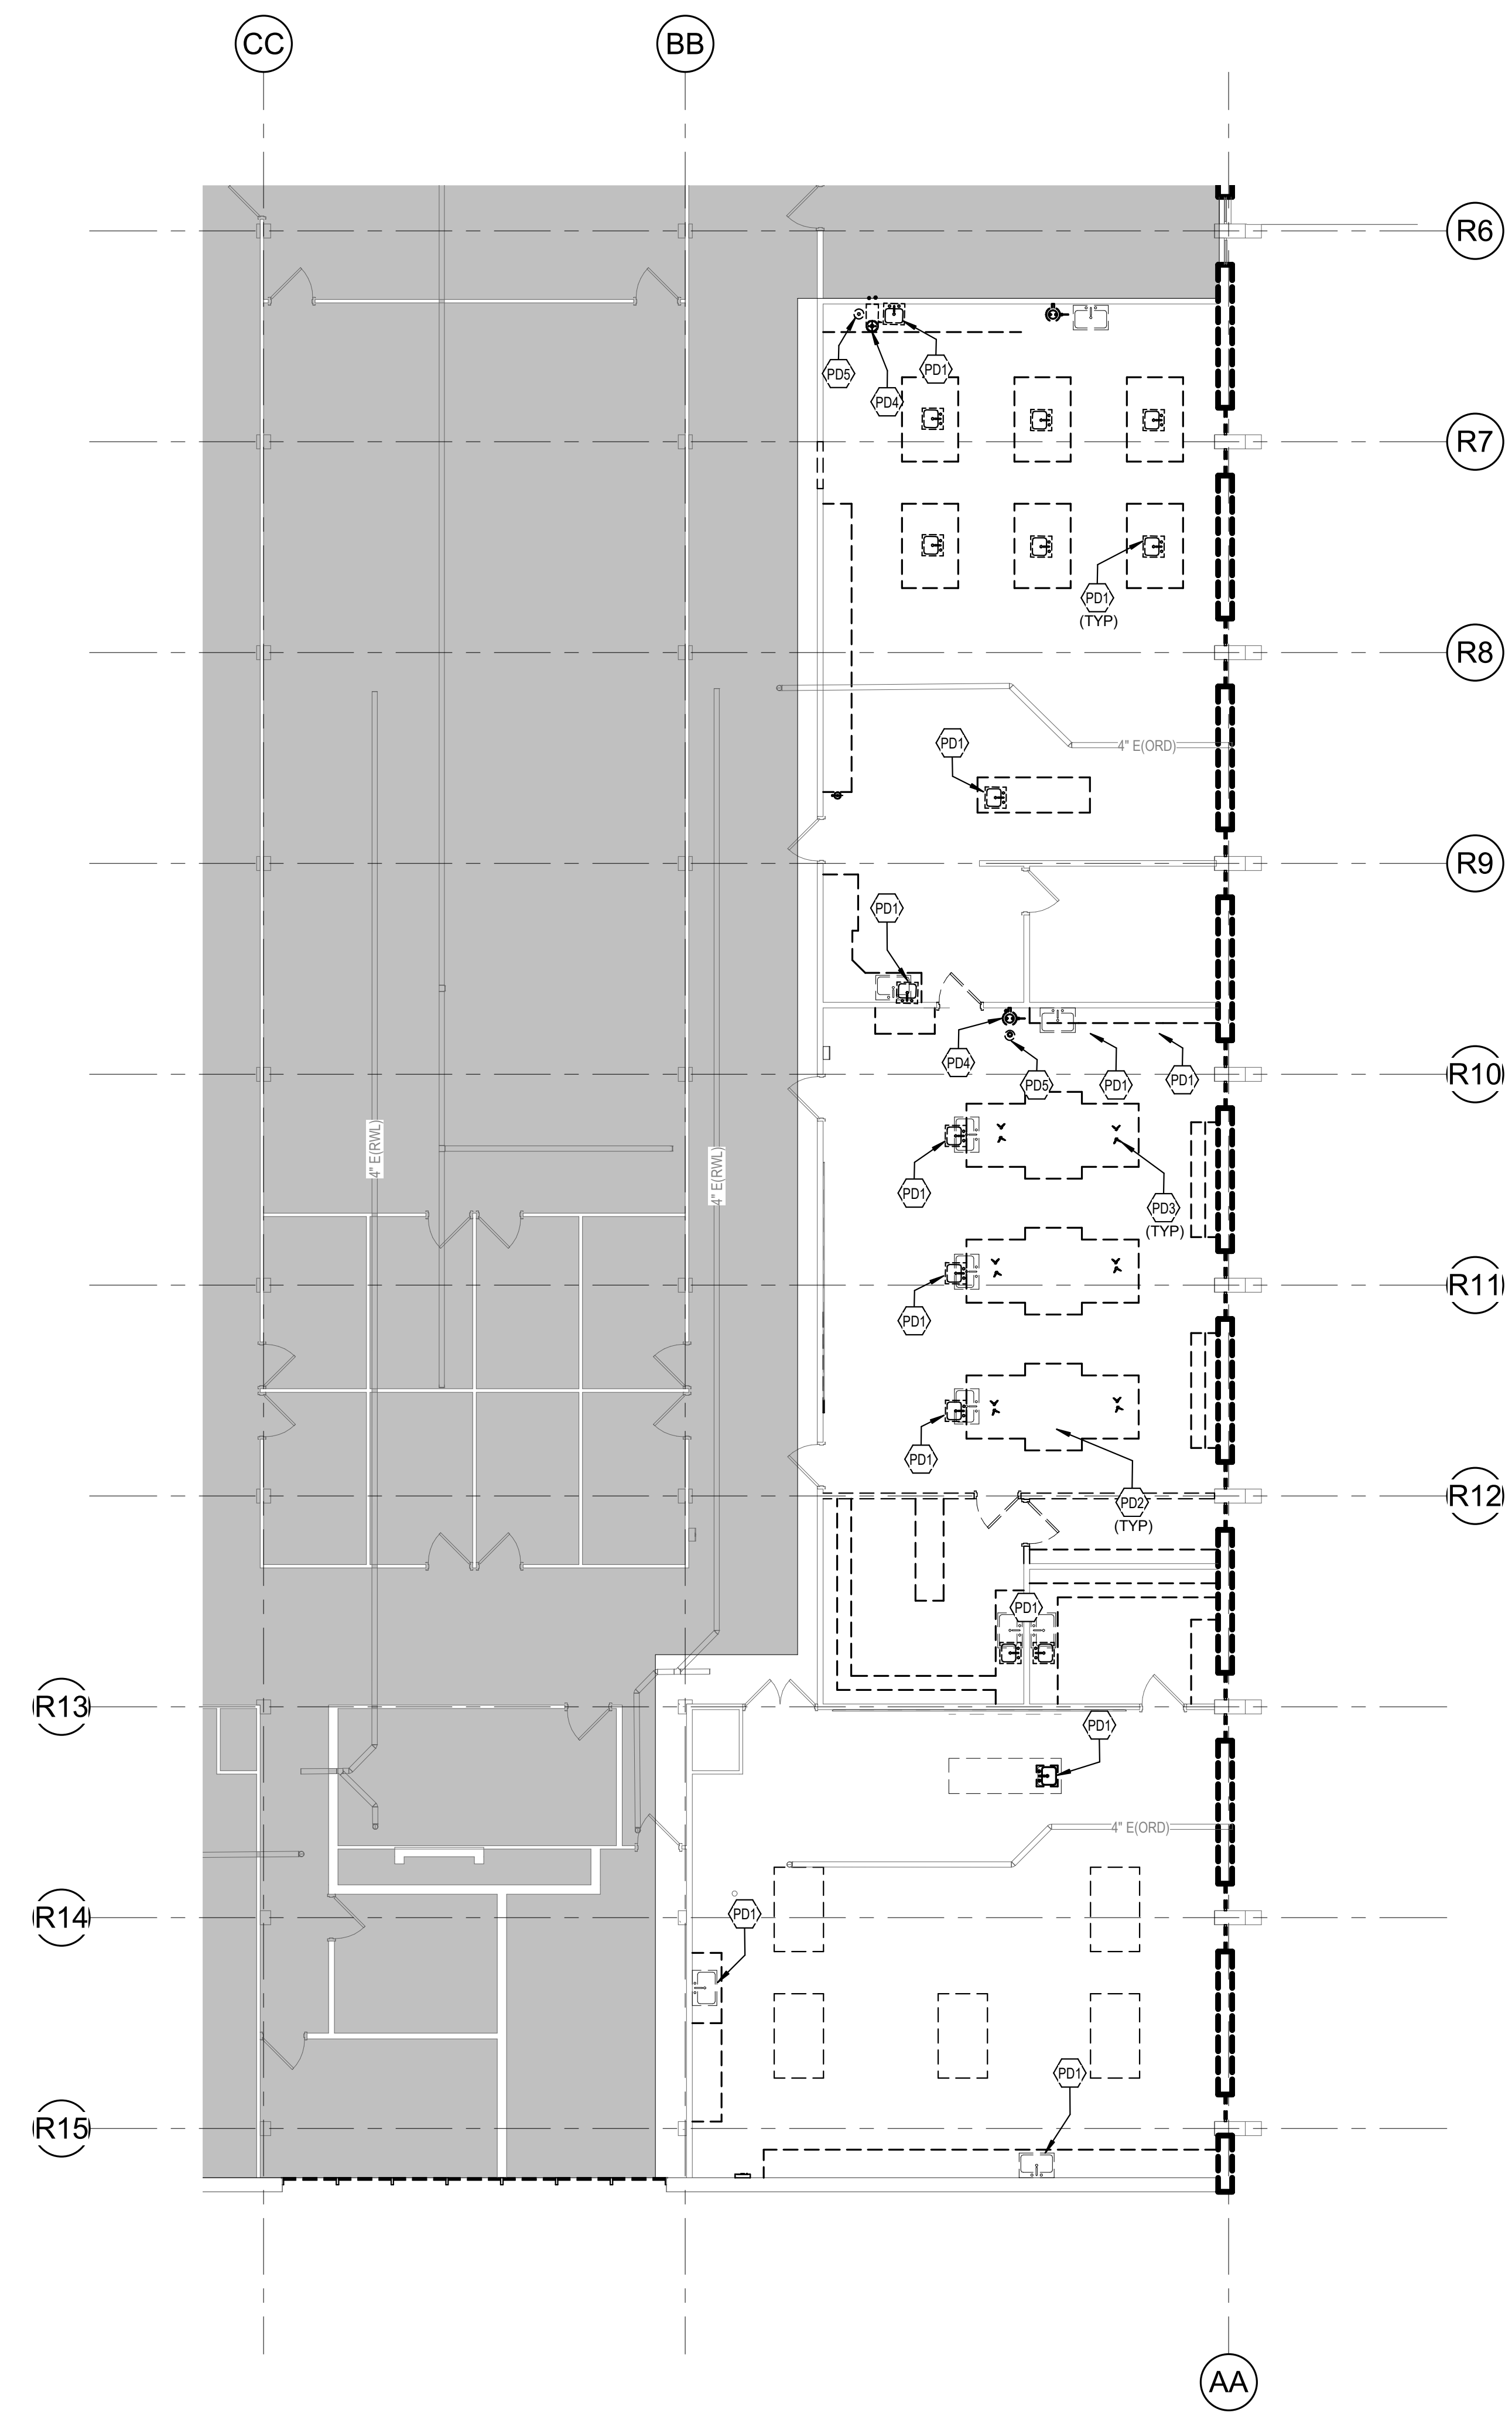 CC
BB
R6
PD5
PD1
PD4
R7
PD1
(TYP)
R8
PD1
4" E(ORD)
R9
PD1
PD4
PD5
PD1
PD1
R10
4" E(RWL)
4" E(RWL)
PD1
PD3
(TYP)
R11
PD1
PD1
PD2
(TYP)
R12
PD1
R13
PD1
4" E(ORD)
R14
PD1
PD1
R15
AA